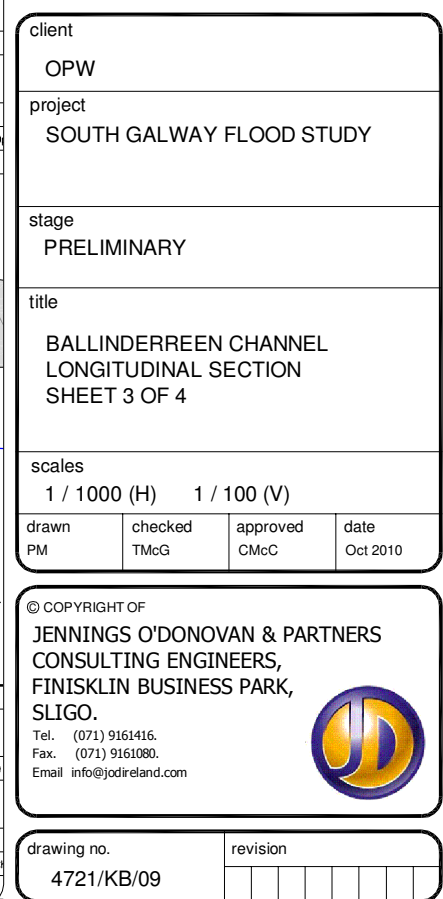 client
OPW
project
SOUTH GALWAY FLOOD STUDY
stage
PRELIMINARY
title
BALLINDERREEN CHANNEL
LONGITUDINAL SECTION
SHEET 3 OF 4
scales
1 / 1000 (H) 1 / 100 (V)
drawn checked approved date
PM TMcG CMcC Oct 2010
© COPYRIGHT OF
JENNINGS O'DONOVAN & PARTNERS
CONSULTING ENGINEERS,
FINISKLIN BUSINESS PARK,
SLIGO.
Tel. (071) 9161416.
Fax. (071) 9161080.
Email info@jodireland.com
JD
drawing no. revision
4721/KB/09